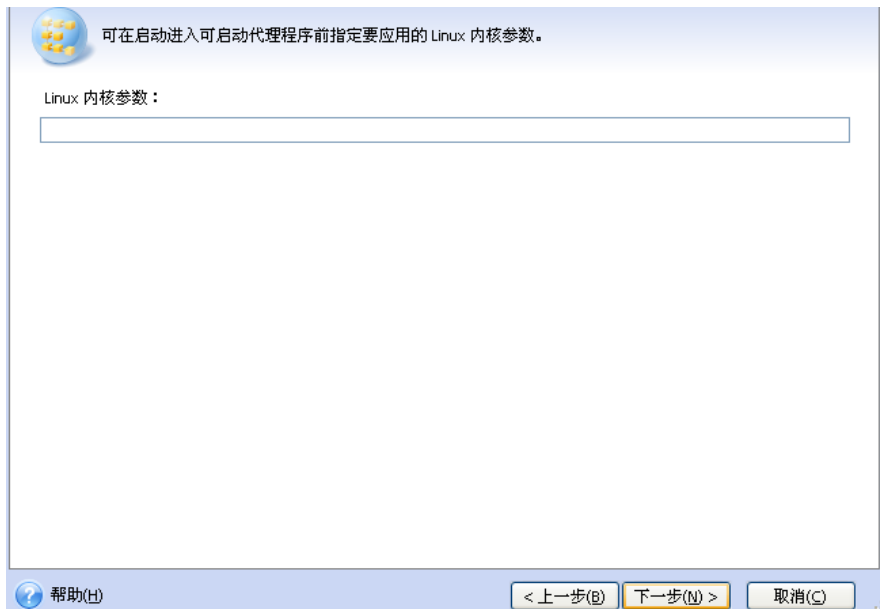 可在启动进入可启动代理程序前指定要应用的 Linux 内核参数。
Linux 内核参数：
帮助(H)
< 上一步(B)
下一步(N) >
取消(C)